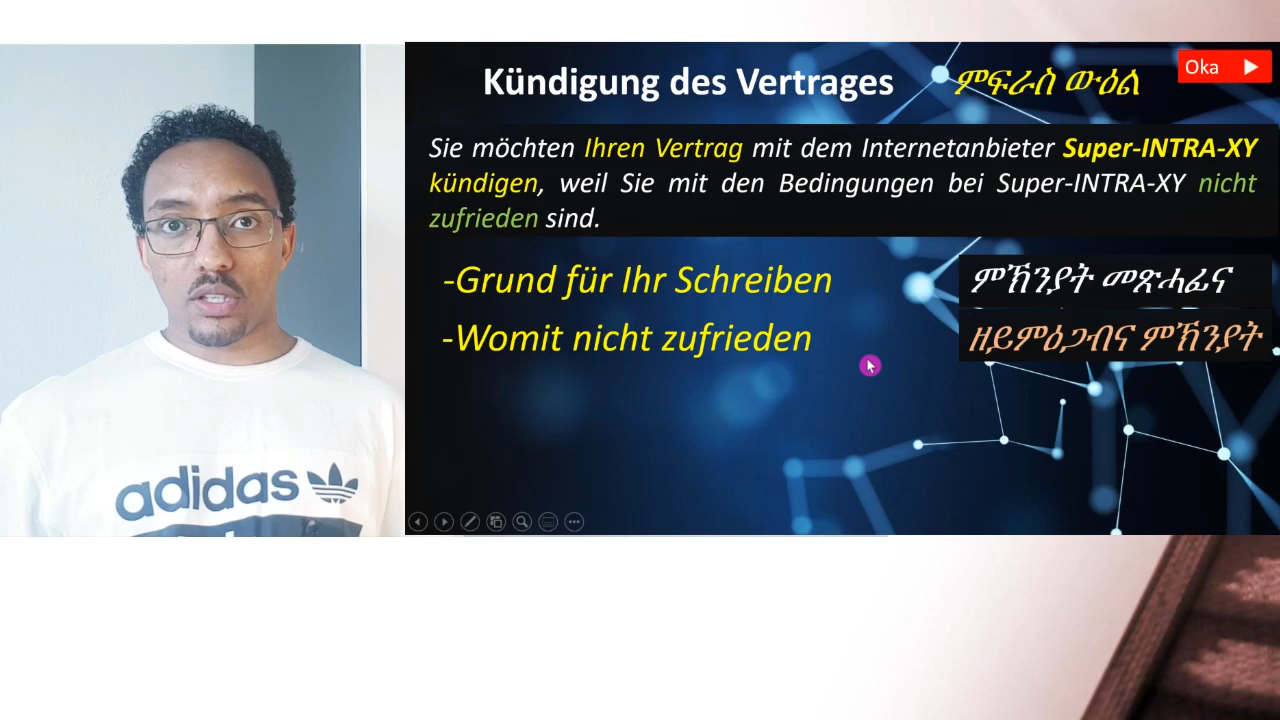 Kündigung des Vertrages ምፍራስ ውዕል
Oka
Sie möchten Ihren Vertrag mit dem Internetanbieter Super-INTRA-XY
kündigen, weil Sie mit den Bedingungen bei Super-INTRA-XY nicht
zufrieden sind.
-Grund für Ihr Schreiben ምኽንያት መጽሓፊና
-Womit nicht zufrieden ዘይምዕጋብና ምኽንያት
adidas